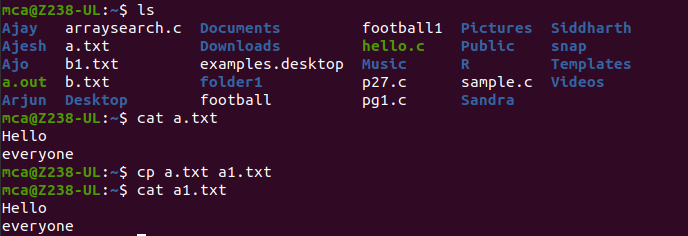 mca@Z238-UL:~$ ls
Ajay   arraysearch.c  Documents         football1  Pictures  Siddharth
Ajesh  a.txt          Downloads         hello.c    Public    snap
Ajo    b1.txt         examples.desktop  Music      R         Templates
a.out  b.txt          folder1           p27.c      sample.c  Videos
Arjun  Desktop        football          pg1.c      Sandra
mca@Z238-UL:~$ cat a.txt
Hello
everyone
mca@Z238-UL:~$ cp a.txt a1.txt
mca@Z238-UL:~$ cat a1.txt
Hello
everyone